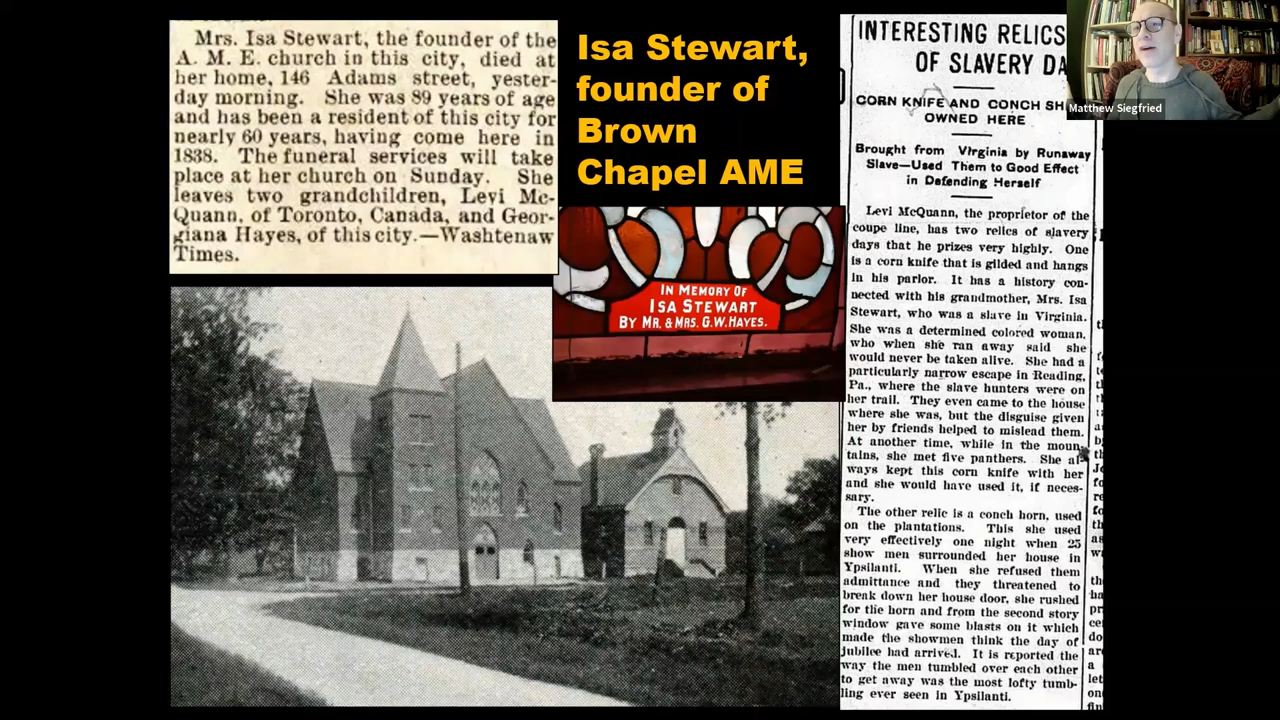 Mrs. Isa Stewart, the founder of the
A. M. E. church in this city, died at
her home, 146 Adams street, yester-
day morning. She was 89 years of age
and has been a resident of this city for
nearly 60 years, having come here in
1838. The funeral services will take
place at her church on Sunday. She
leaves two grandchildren, Levi Mc-
Quann, of Toronto, Canada, and Geor-
giana Hayes, of this city.—Washtenaw
Times.
Isa Stewart,
founder of
Brown
Chapel AME
IN MEMORY OF
ISA STEWART
BY MR. & MRS. G.W. HAYES.
INTERESTING RELICS
OF SLAVERY DA
CORN KNIFE AND CONCH SH
OWNED HERE
Brought from Virginia by Runaway
Slave—Used Them to Good Effect
in Defending Herself
Levi McQuann, the proprietor of the
coupe line, has two relics of slavery
days that he prizes very highly. One
is a corn knife that is gilded and hangs
in his parlor. It has a history con-
nected with his grandmother, Mrs. Isa
Stewart, who was a slave in Virginia.
She was a determined colored woman,
who when she ran away said she
would never be taken alive. She had a
particularly narrow escape in Reading,
Pa., where the slave hunters were on
her trail. They even came to the house
where she was, but the disguise given
her by friends helped to mislead them.
At another time, while in the moun-
tains, she met five panthers. She al-
ways kept this corn knife with her
and she would have used it, if neces-
sary.
The other relic is a conch horn, used
on the plantations. This she used
very effectively one night when 25
show men surrounded her house in
Ypsilanti. When she refused them
admittance and they threatened to
break down her house door, she rushed
for the horn and from the second story
window gave some blasts on it which
made the showmen think the day of
jubilee had arrived. It is reported the
way the men tumbled over each other
to get away was the most lofty tumb-
ling ever seen in Ypsilanti.
Matthew Siegfried